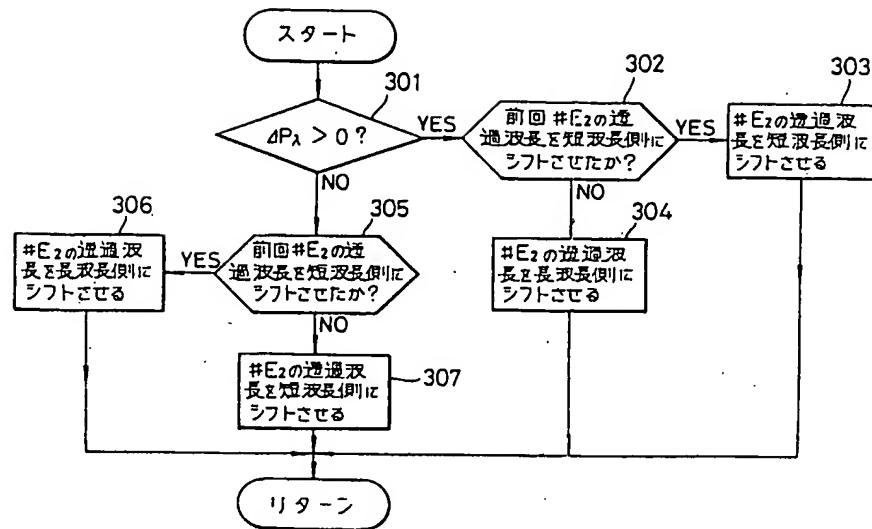 スタート
301
ΔPλ > 0 ?
YES
NO
302
前回 #E2の透
過波長を短波長側に
シフトさせたか?
YES
NO
303
#E2の透過波
長を短波長側に
シフトさせる
304
#E2の透過波
長を長波長側に
シフトさせる
305
前回#E2の透
過波長を短波長側に
シフトさせたか?
YES
NO
306
#E2の透過波
長を長波長側に
シフトさせる
307
#E2の透過波
長を短波長側に
シフトさせる
リターン